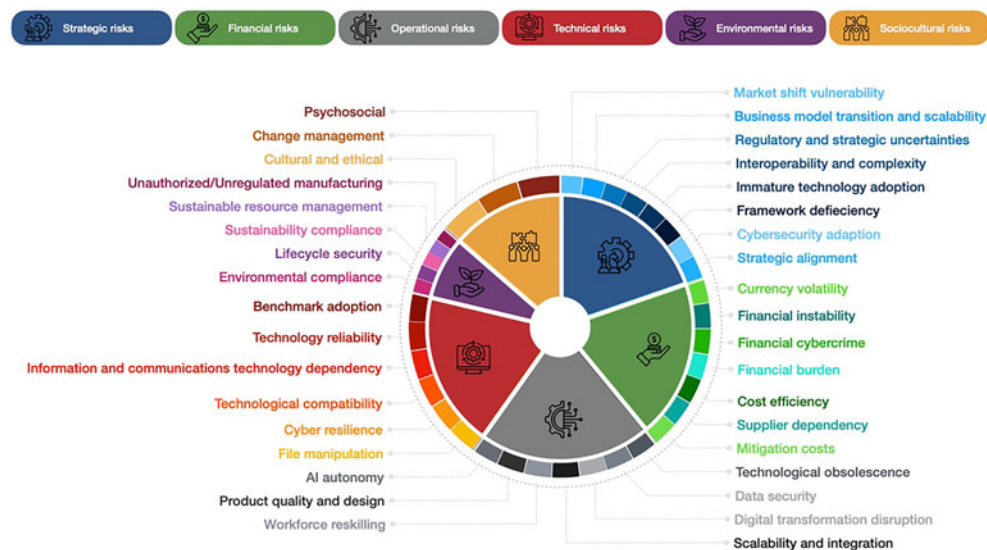 Strategic risks
Financial risks
Operational risks
Technical risks
Environmental risks
Sociocultural risks
Psychosocial
Change management
Cultural and ethical
Unauthorized/Unregulated manufacturing
Sustainable resource management
Sustainability compliance
Lifecycle security
Environmental compliance
Benchmark adoption
Technology reliability
Information and communications technology dependency
Technological compatibility
Cyber resilience
File manipulation
AI autonomy
Product quality and design
Workforce reskilling
Market shift vulnerability
Business model transition and scalability
Regulatory and strategic uncertainties
Interoperability and complexity
Immature technology adoption
Framework defieciency
Cybersecurity adaption
Strategic alignment
Currency volatility
Financial instability
Financial cybercrime
Financial burden
Cost efficiency
Supplier dependency
Mitigation costs
Technological obsolescence
Data security
Digital transformation disruption
Scalability and integration